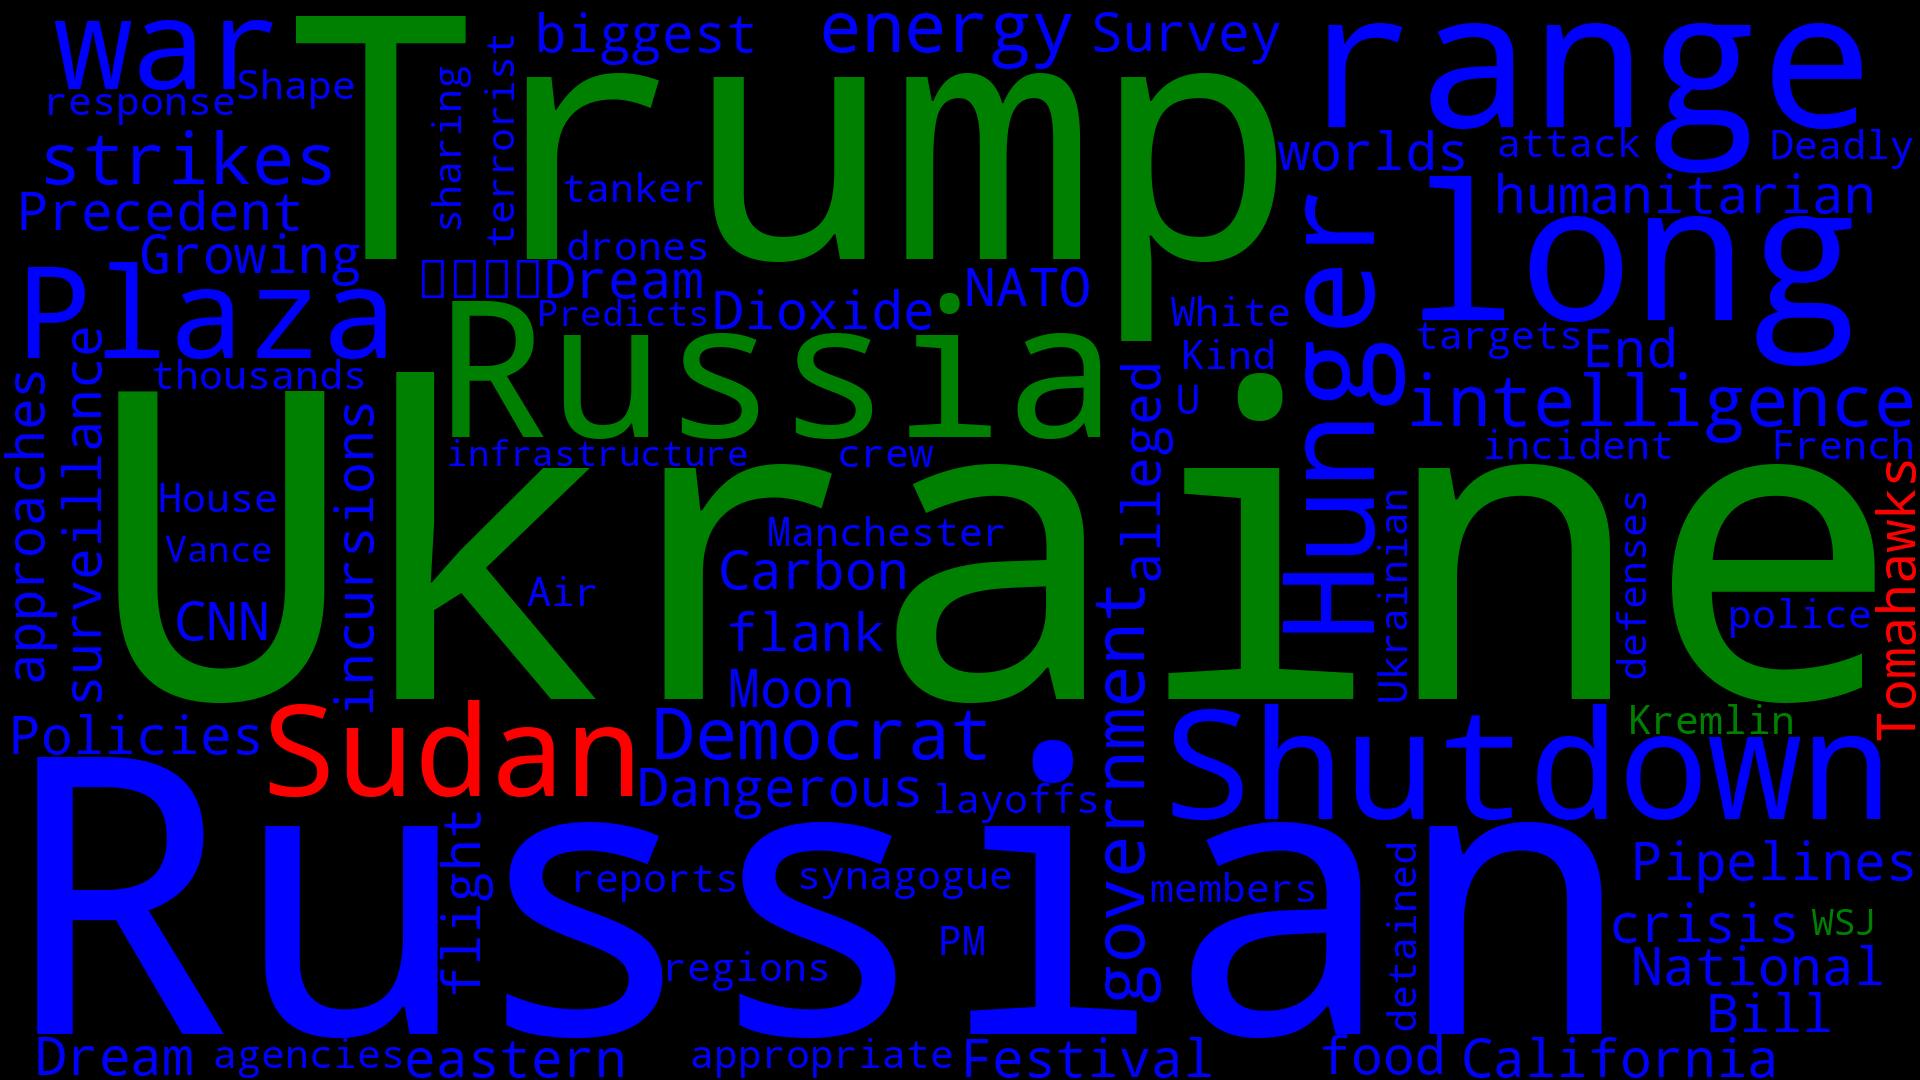 war
Trump
biggest
energy
Survey
range
response
Shape
sharing
terrorist
strikes
tanker
worlds
attack
Deadly
Precedent
humanitarian
Growing
drones
long
Plaza
Dream
Predicts
Dioxide
NATO
White
Hunger
targets
End
Russia
Kind
thousands
U
intelligence
approaches
surveillance
incursions
infrastructure
crew
alleged
incident
French
Ukraine
House
Vance
CNN
Air
Manchester
Carbon
flank
Moon
Ukrainian
defenses
police
Tomahawks
Policies
Sudan
Democrat
Dangerous
layoffs
government
Shutdown
Kremlin
Russian
flight
reports
synagogue
members
PM
regions
detained
Pipelines
crisis
WSJ
National
Bill
Dream
agencies
eastern
appropriate
Festival
food
California